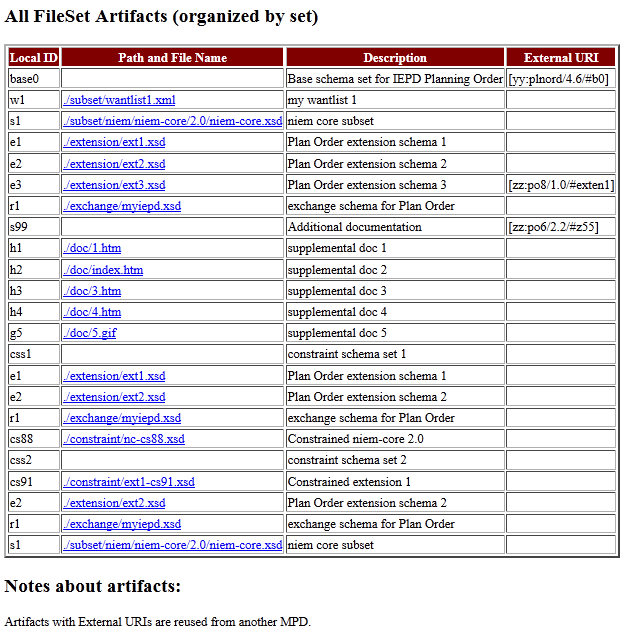 All FileSet Artifacts (organized by set)
Local ID Path and File Name Description External URI
base0 Base schema set for IEPD Planning Order [yy:plnord/4.6/#b0]
w1 ./subset/wantlist1.xml my wantlist 1
s1 ./subset/niem/niem-core/2.0/niem-core.xsd niem core subset
e1 ./extension/ext1.xsd Plan Order extension schema 1
e2 ./extension/ext2.xsd Plan Order extension schema 2
e3 ./extension/ext3.xsd Plan Order extension schema 3 [zz:po8/1.0/#exten1]
r1 ./exchange/myiepd.xsd exchange schema for Plan Order
s99 Additional documentation [zz:po6/2.2/#z55]
h1 ./doc/1.htm supplemental doc 1
h2 ./doc/index.htm supplemental doc 2
h3 ./doc/3.htm supplemental doc 3
h4 ./doc/4.htm supplemental doc 4
g5 ./doc/5.gif supplemental doc 5
css1 constraint schema set 1
e1 ./extension/ext1.xsd Plan Order extension schema 1
e2 ./extension/ext2.xsd Plan Order extension schema 2
r1 ./exchange/myiepd.xsd exchange schema for Plan Order
cs88 ./constraint/nc-cs88.xsd Constrained niem-core 2.0
css2 constraint schema set 2
cs91 ./constraint/ext1-cs91.xsd Constrained extension 1
e2 ./extension/ext2.xsd Plan Order extension schema 2
r1 ./exchange/myiepd.xsd exchange schema for Plan Order
s1 ./subset/niem/niem-core/2.0/niem-core.xsd niem core subset
Notes about artifacts:
Artifacts with External URIs are reused from another MPD.